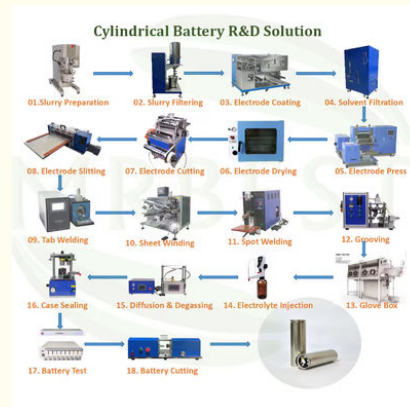 Cylindrical Battery R&D Solution
01.Slurry Preparation
02. Slurry Filtering
03. Electrode Coating
04. Solvent Filtration
08. Electrode Slitting
07. Electrode Cutting
06. Electrode Drying
05. Electrode Press
09. Tab Welding
10. Sheet Winding
11. Spot Welding
12. Grooving
16. Case Sealing
15. Diffusion & Degassing
14. Electrolyte Injection
13. Glove Box
17. Battery Test
18. Battery Cutting